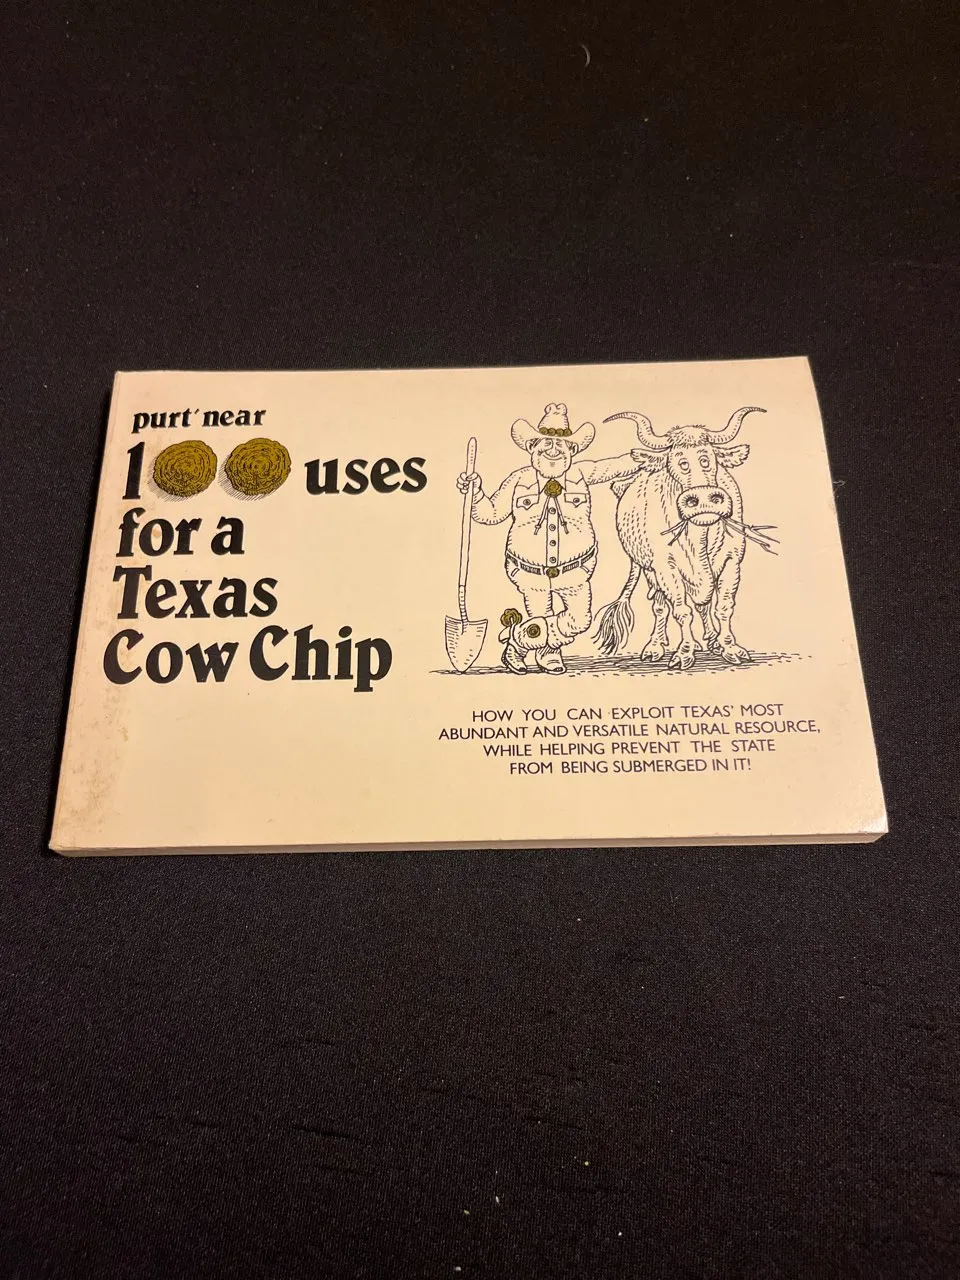 purt' near
100 uses
for a
Texas
Cow Chip
HOW YOU CAN EXPLOIT TEXAS' MOST
ABUNDANT AND VERSATILE NATURAL RESOURCE,
WHILE HELPING PREVENT THE STATE
FROM BEING SUBMERGED IN IT!